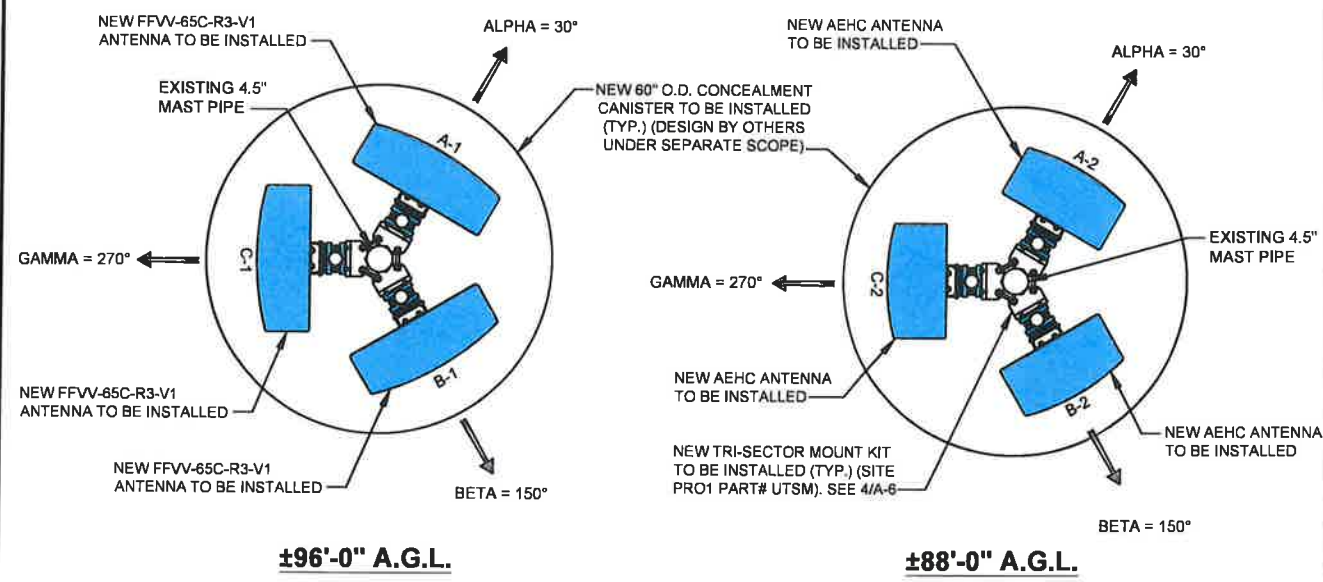 NEW FFVV-65C-R3-V1
ANTENNA TO BE INSTALLED
ALPHA = 30°
EXISTING 4.5"
MAST PIPE
A-1
GAMMA = 270°
C-1
B-1
NEW FFVV-65C-R3-V1
ANTENNA TO BE INSTALLED
NEW FFVV-65C-R3-V1
ANTENNA TO BE INSTALLED
BETA = 150°
±96'-0" A.G.L.
NEW 60" O.D. CONCEALMENT
CANISTER TO BE INSTALLED
(TYP.) (DESIGN BY OTHERS
UNDER SEPARATE SCOPE)
NEW AEHC ANTENNA
TO BE INSTALLED
ALPHA = 30°
A-2
EXISTING 4.5"
MAST PIPE
GAMMA = 270°
C-2
B-2
NEW AEHC ANTENNA
TO BE INSTALLED
NEW AEHC ANTENNA
TO BE INSTALLED
NEW TRI-SECTOR MOUNT KIT
TO BE INSTALLED (TYP.) (SITE
PRO1 PART# UTSM). SEE 4/A-6
BETA = 150°
±88'-0" A.G.L.